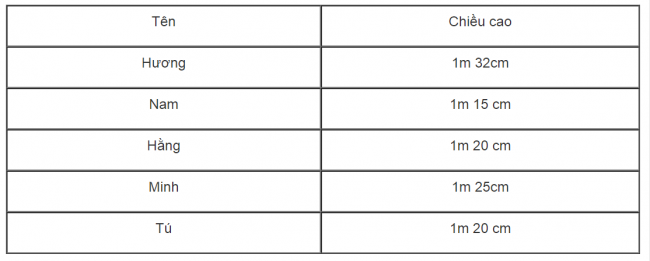 Tên Chiều cao
Hương 1m 32cm
Nam 1m 15 cm
Hằng 1m 20 cm
Minh 1m 25cm
Tú 1m 20 cm